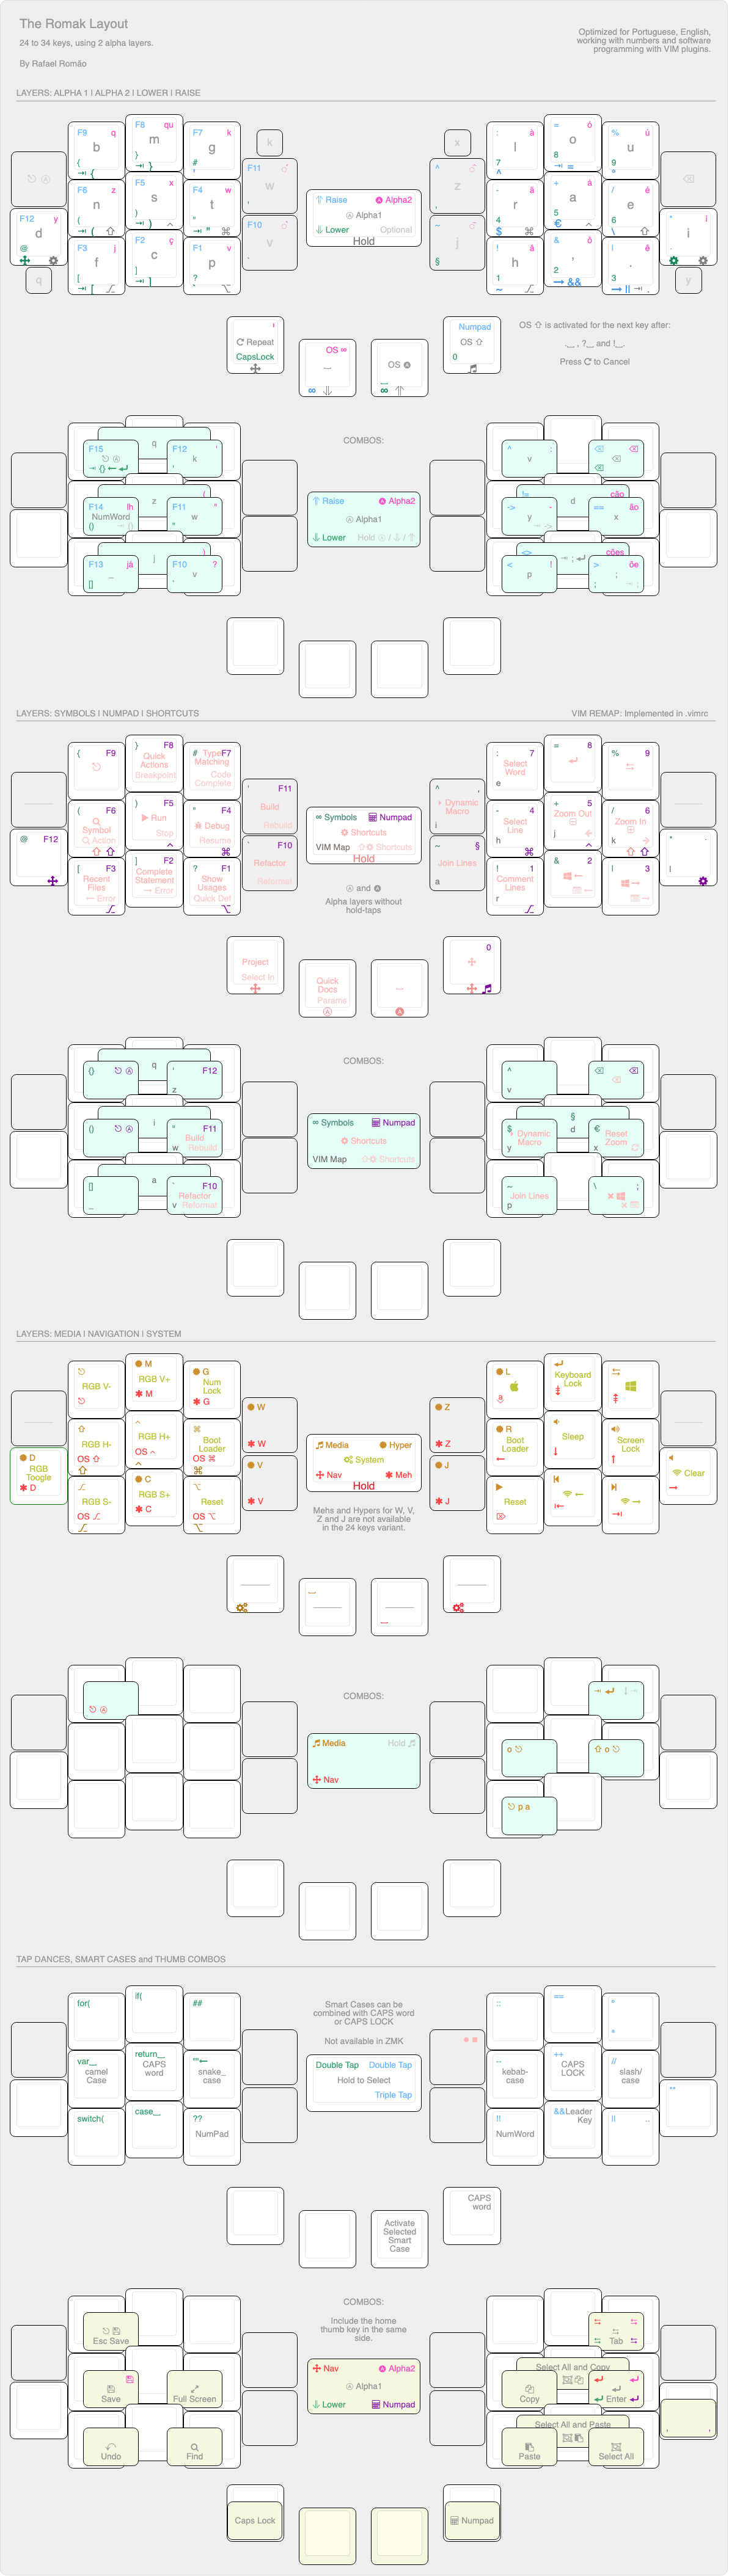 The Romak Layout
24 to 34 keys, using 2 alpha layers.
By Rafael Romão
Optimized for Portuguese, English,
working with numbers and software
programming with VIM plugins.
LAYERS: ALPHA 1 | ALPHA 2 | LOWER | RAISE
F9 q
b
{
F8 qu
m
}
F7 k
g
#
k
F11
w
F6 z
n
(
F5 x
s
)
F4 w
t
"
F10
v
F12 y
d
@
F3 j
f
[
F2 ç
c
]
F1 v
p
?
q
Raise Alpha2
Alpha1
Lower Optional
Hold
x
^
z
~
j
§
: à
l
7
^
= ó
o
8
=
% ú
u
9
- ã
r
4
$
+ á
a
5
€
/ é
e
6
\
í
i
! â
h
1
~
& õ
2
&&
| ê
3
||
y
Repeat
CapsLock
OS ∞
∞
OS
∞
Numpad
OS
0
OS is activated for the next key after:
Press to Cancel
COMBOS:
F15
{}
q
F12 '
k
F14 lh
NumWord
()
z
(
F11 "
w
F13 já
_
[]
j
)
F10 ?
v
Raise Alpha2
Alpha1
Lower Hold / /
^ :
v
!=
-> -
y
d
ção
== ão
x
<>
< !
p
;
ções
> õe
;
LAYERS: SYMBOLS | NUMPAD | SHORTCUTS
VIM REMAP: Implemented in .vimrc
{ F9
} F8
Quick
Actions
Breakpoint
# F7
Type
Matching
Code
Complete
' F11
Build
Rebuild
( F6
Symbol
Action
) F5
Run
Stop
" F4
Debug
Resume
F10
Refactor
Reformat
@ F12
[ F3
Recent
Files
Error
] F2
Complete
Statement
Error
? F1
Show
Usages
Quick Def
∞ Symbols Numpad
Shortcuts
VIM Map Shortcuts
Hold
and
Alpha layers without
hold-taps
^ ,
Dynamic
Macro
i
~ §
Join Lines
a
: 7
Select
Word
e
= 8
% 9
- 4
Select
Line
h
+ 5
Zoom Out
j
/ 6
Zoom In
k
l
! 1
Comment
Lines
r
& 2
| 3
Project
Select In
Quick
Docs
Params
0
COMBOS:
{}
q
' F12
z
()
i
" F11
Build
w Rebuild
[]
_
a
F10
Refactor
v Reformat
∞ Symbols Numpad
Shortcuts
VIM Map Shortcuts
^
v
$
Dynamic
Macro
y
§
d
€
Reset
Zoom
x
~
Join Lines
p
\ ;
LAYERS: MEDIA | NAVIGATION | SYSTEM
RGB V-
M
RGB V+
M
G
Num
Lock
G
W
W
RGB H-
OS
RGB H+
OS
Boot
Loader
OS
V
V
D
RGB
Toogle
D
RGB S-
OS
C
RGB S+
C
Reset
OS
Media Hyper
System
Nav Meh
Hold
Mehs and Hypers for W, V,
Z and J are not available
in the 24 keys variant.
Z
Z
J
J
L
Keyboard
Lock
R
Boot
Loader
Sleep
Screen
Lock
Clear
Reset
COMBOS:
Media Hold
Nav
o
o
p a
TAP DANCES, SMART CASES and THUMB COMBOS
for(
if(
##
var
camel
Case
return
CAPS
word
""
snake_
case
switch(
case
??
NumPad
Smart Cases can be
combined with CAPS word
or CAPS LOCK
Not available in ZMK
Double Tap Double Tap
Hold to Select
Triple Tap
::
==
--
kebab-
case
++
CAPS
LOCK
//
slash/
case
!!
NumWord
&&Leader
Key
|| ..
Activate
Selected
Smart
Case
CAPS
word
COMBOS:
Include the home
thumb key in the same
side.
Esc Save
Save
Full Screen
Undo
Find
Nav Alpha2
Alpha1
Lower Numpad
Tab
Select All and Copy
Copy
Enter
Select All and Paste
Paste
Select All
Caps Lock
Numpad